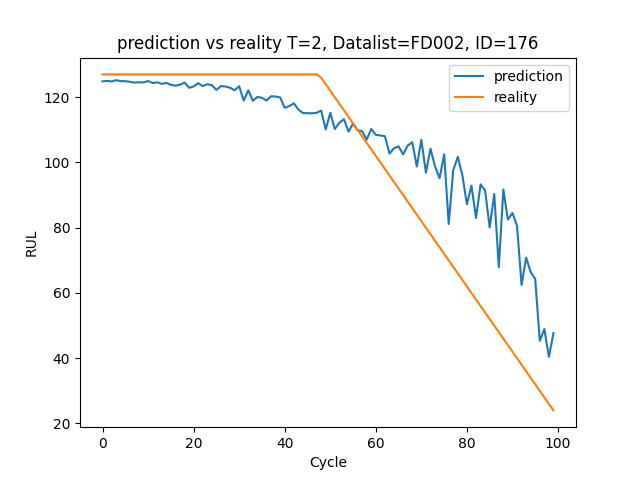 prediction vs reality T=2, Datalist=FD002, ID=176
prediction
reality
120
100
80
60
40
20
RUL
0 20 40 60 80 100
Cycle